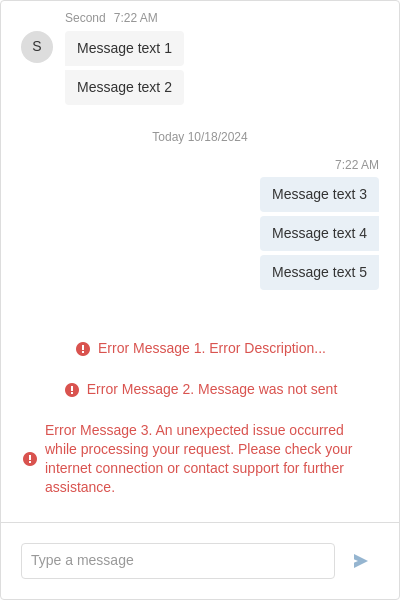 Second 7:22 AM
S
Message text 1
Message text 2
Today 10/18/2024
7:22 AM
Message text 3
Message text 4
Message text 5
Error Message 1. Error Description...
Error Message 2. Message was not sent
Error Message 3. An unexpected issue occurred
while processing your request. Please check your
internet connection or contact support for further
assistance.
Type a message